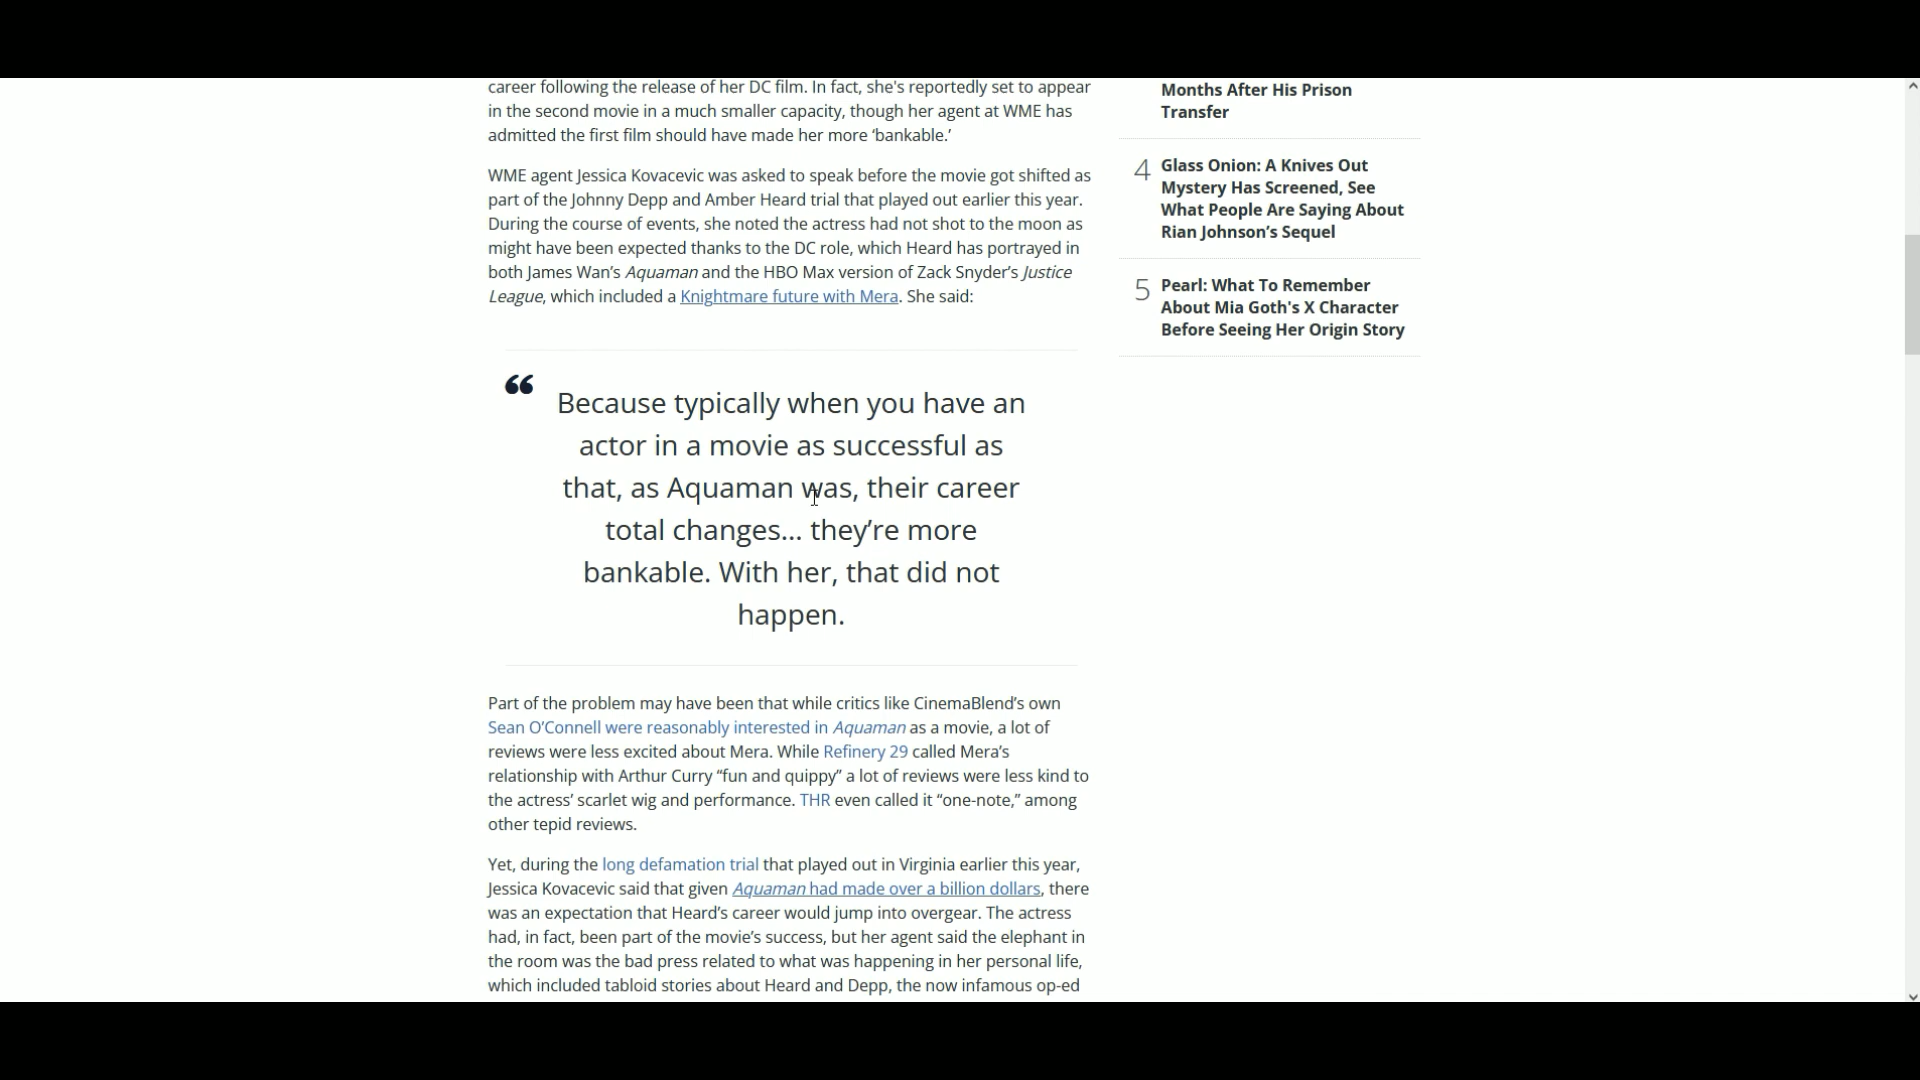 career following the release of her DC film. In fact, she's reportedly set to appear
in the second movie in a much smaller capacity, though her agent at WME has
admitted the first film should have made her more ‘bankable.’
WME agent Jessica Kovacevic was asked to speak before the movie got shifted as
part of the Johnny Depp and Amber Heard trial that played out earlier this year.
During the course of events, she noted the actress had not shot to the moon as
might have been expected thanks to the DC role, which Heard has portrayed in
both James Wan’s Aquaman and the HBO Max version of Zack Snyder’s Justice
League, which included a Knightmare future with Mera. She said:
“ Because typically when you have an
actor in a movie as successful as
that, as Aquaman was, their career
total changes... they’re more
bankable. With her, that did not
happen.
Part of the problem may have been that while critics like CinemaBlend’s own
Sean O’Connell were reasonably interested in Aquaman as a movie, a lot of
reviews were less excited about Mera. While Refinery 29 called Mera’s
relationship with Arthur Curry “fun and quippy” a lot of reviews were less kind to
the actress’ scarlet wig and performance. THR even called it “one-note,” among
other tepid reviews.
Yet, during the long defamation trial that played out in Virginia earlier this year,
Jessica Kovacevic said that given Aquaman had made over a billion dollars, there
was an expectation that Heard’s career would jump into overgear. The actress
had, in fact, been part of the movie’s success, but her agent said the elephant in
the room was the bad press related to what was happening in her personal life,
which included tabloid stories about Heard and Depp, the now infamous op-ed
Months After His Prison
Transfer
4 Glass Onion: A Knives Out
Mystery Has Screened, See
What People Are Saying About
Rian Johnson’s Sequel
5 Pearl: What To Remember
About Mia Goth's X Character
Before Seeing Her Origin Story